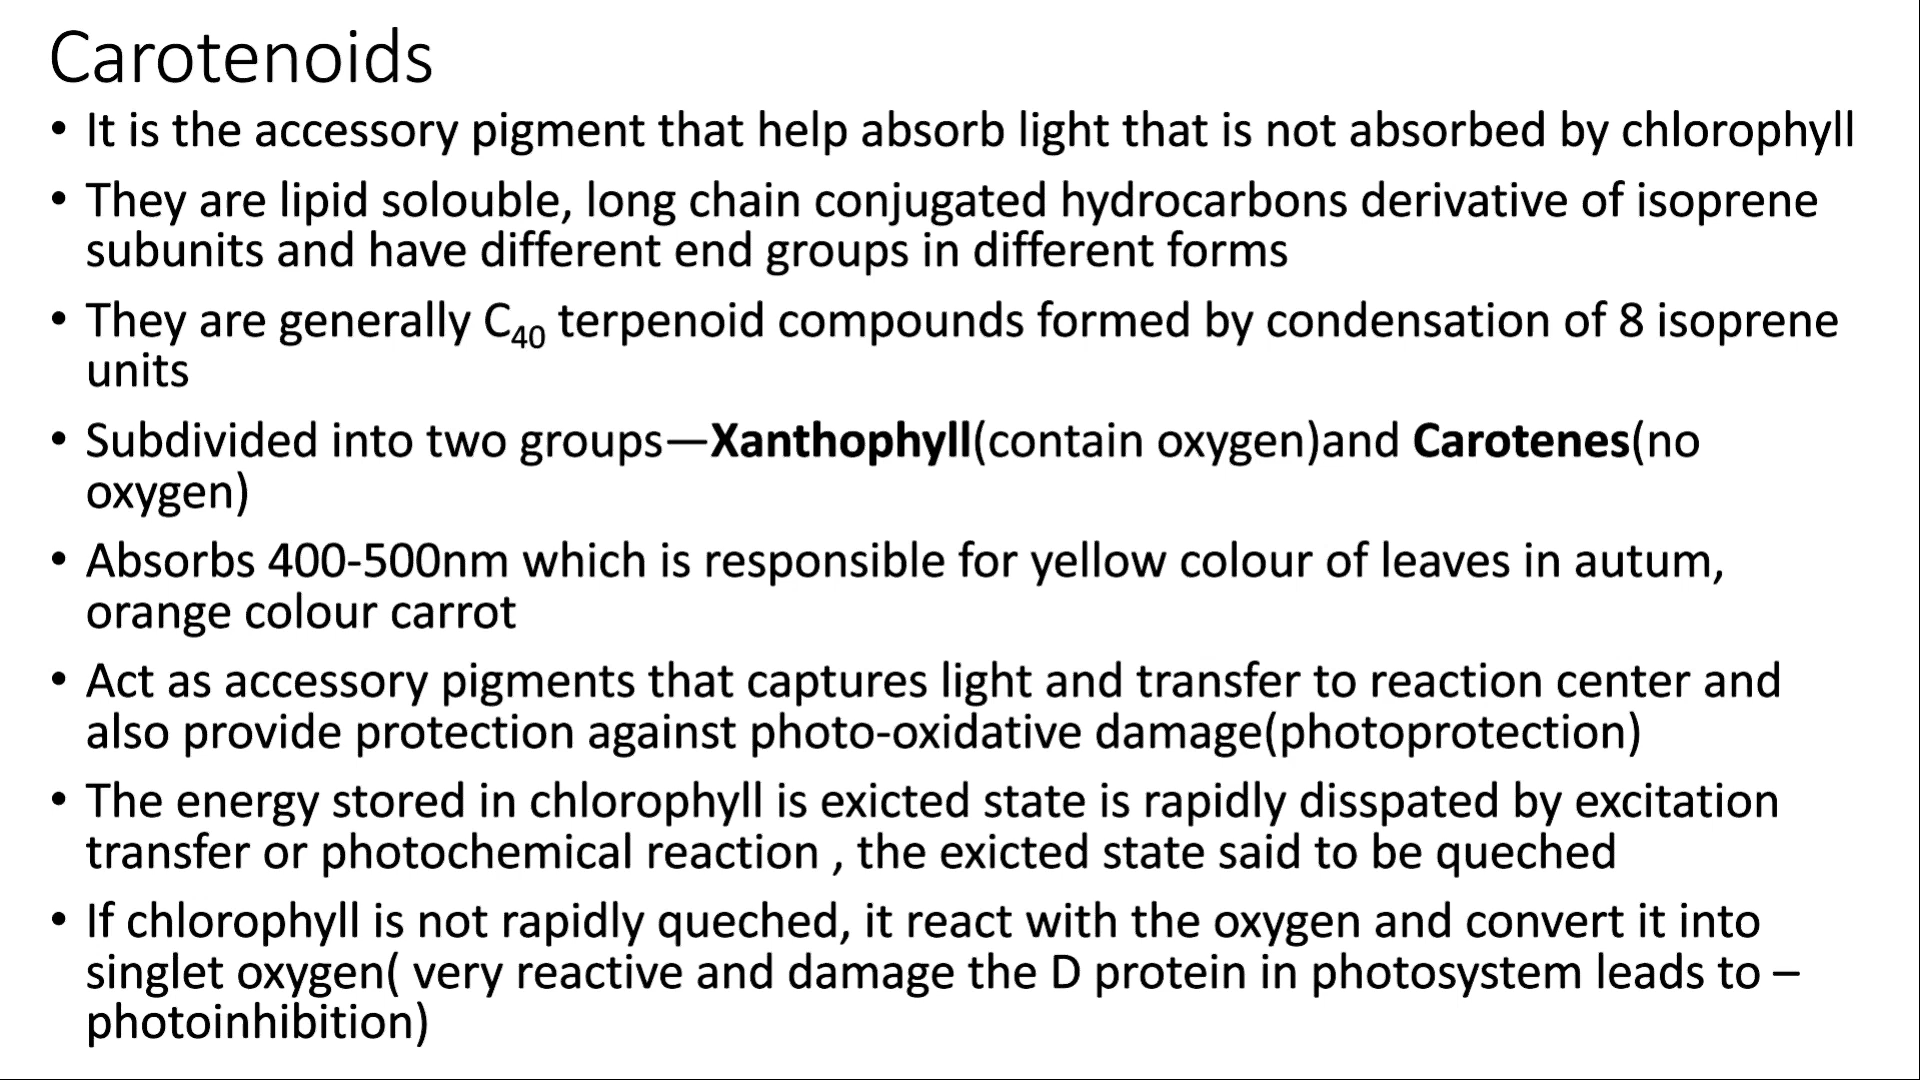 Carotenoids
• It is the accessory pigment that help absorb light that is not absorbed by chlorophyll
• They are lipid solouble, long chain conjugated hydrocarbons derivative of isoprene
subunits and have different end groups in different forms
• They are generally C₄₀ terpenoid compounds formed by condensation of 8 isoprene
units
• Subdivided into two groups—Xanthophyll(contain oxygen)and Carotenes(no
oxygen)
• Absorbs 400-500nm which is responsible for yellow colour of leaves in autum,
orange colour carrot
• Act as accessory pigments that captures light and transfer to reaction center and
also provide protection against photo-oxidative damage(photoprotection)
• The energy stored in chlorophyll is exicted state is rapidly disspated by excitation
transfer or photochemical reaction , the exicted state said to be queched
• If chlorophyll is not rapidly queched, it react with the oxygen and convert it into
singlet oxygen( very reactive and damage the D protein in photosystem leads to –
photoinhibition)